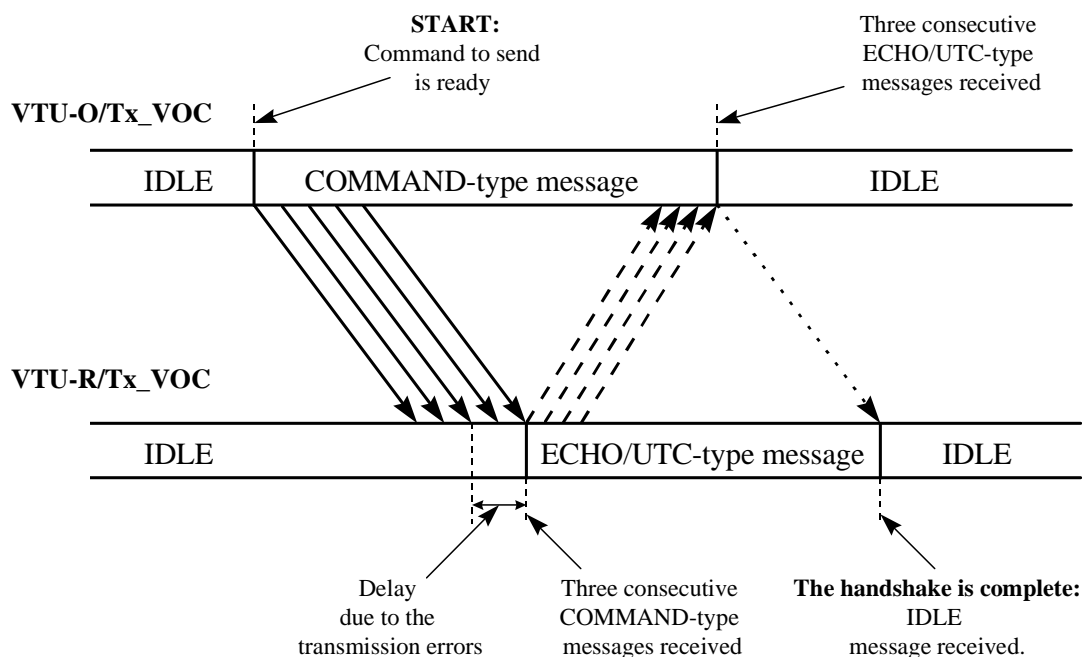 START:
Command to send
is ready
Three consecutive
ECHO/UTC-type
messages received
VTU-O/Tx_VOC
IDLE
COMMAND-type message
IDLE
VTU-R/Tx_VOC
IDLE
ECHO/UTC-type message
IDLE
Delay
due to the
transmission errors
Three consecutive
COMMAND-type
messages received
The handshake is complete:
IDLE
message received.